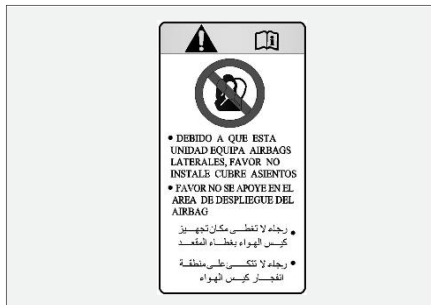 • DEBIDO A QUE ESTA
UNIDAD EQUIPA AIRBAGS
LATERALES, FAVOR NO
INSTALE CUBRE ASIENTOS
• FAVOR NO SE APOYE EN EL
AREA DE DESPLIEGUE DEL
AIRBAG
• رجاء لا تغطى مكان تجهيز
كيس الهواء بغطاء المقعد
• رجاء لا تتكى على منطقة
انفجار كيس الهواء